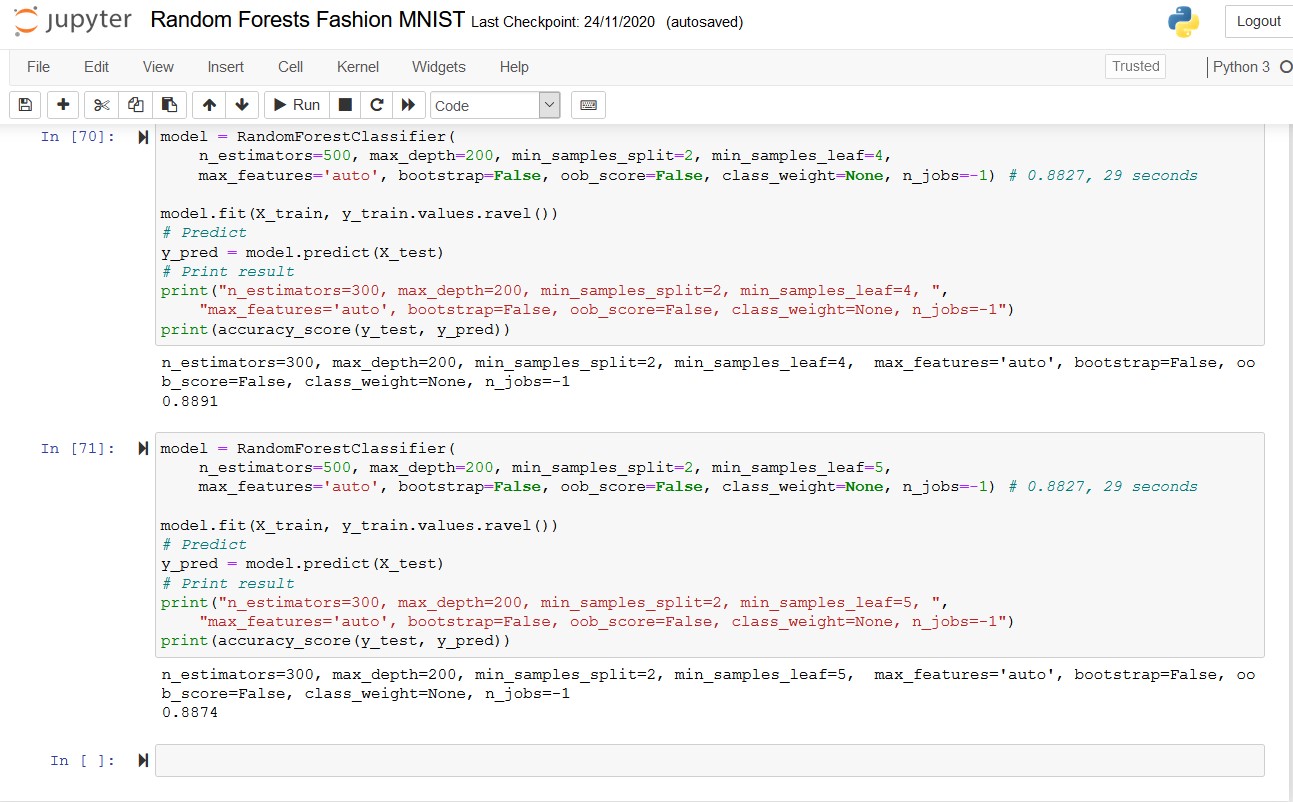 jupyter Random Forests Fashion MNIST Last Checkpoint: 24/11/2020 (autosaved) Logout
File Edit View Insert Cell Kernel Widgets Help Trusted Python 3
Run Code
In [70]: model = RandomForestClassifier(
n_estimators=500, max_depth=200, min_samples_split=2, min_samples_leaf=4,
max_features='auto', bootstrap=False, oob_score=False, class_weight=None, n_jobs=-1) # 0.8827, 29 seconds
model.fit(X_train, y_train.values.ravel())
# Predict
y_pred = model.predict(X_test)
# Print result
print("n_estimators=300, max_depth=200, min_samples_split=2, min_samples_leaf=4, ",
"max_features='auto', bootstrap=False, oob_score=False, class_weight=None, n_jobs=-1")
print(accuracy_score(y_test, y_pred))
n_estimators=300, max_depth=200, min_samples_split=2, min_samples_leaf=4,  max_features='auto', bootstrap=False, oo
b_score=False, class_weight=None, n_jobs=-1
0.8891
In [71]: model = RandomForestClassifier(
n_estimators=500, max_depth=200, min_samples_split=2, min_samples_leaf=5,
max_features='auto', bootstrap=False, oob_score=False, class_weight=None, n_jobs=-1) # 0.8827, 29 seconds
model.fit(X_train, y_train.values.ravel())
# Predict
y_pred = model.predict(X_test)
# Print result
print("n_estimators=300, max_depth=200, min_samples_split=2, min_samples_leaf=5, ",
"max_features='auto', bootstrap=False, oob_score=False, class_weight=None, n_jobs=-1")
print(accuracy_score(y_test, y_pred))
n_estimators=300, max_depth=200, min_samples_split=2, min_samples_leaf=5,  max_features='auto', bootstrap=False, oo
b_score=False, class_weight=None, n_jobs=-1
0.8874
In [ ]: